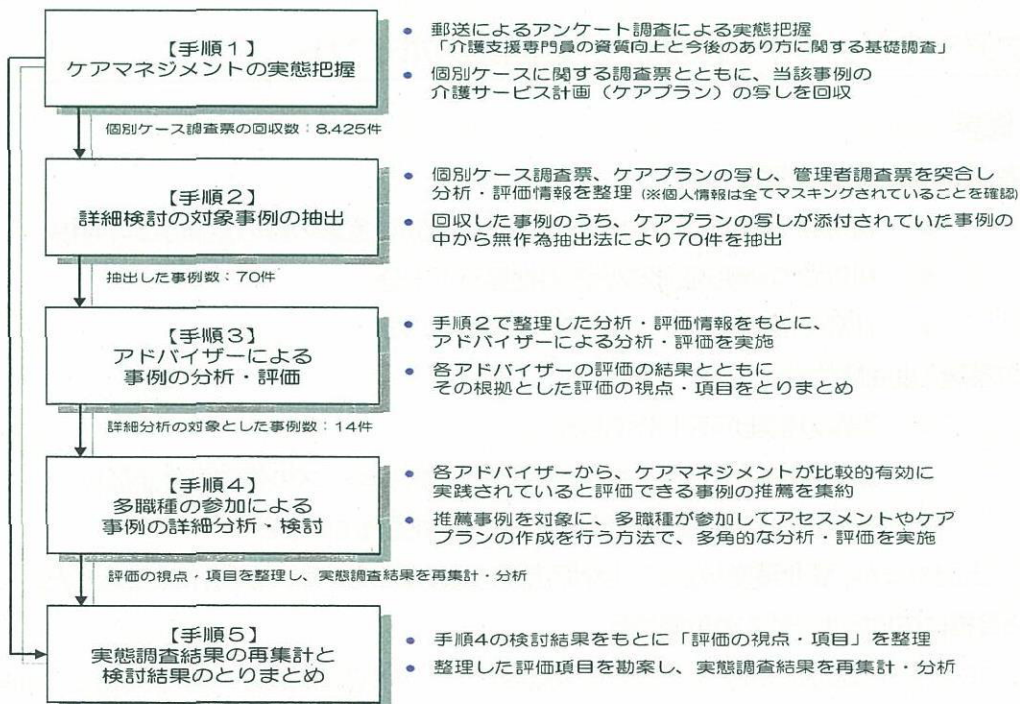 【手順1】
ケアマネジメントの実態把握
• 郵送によるアンケート調査による実態把握
「介護支援専門員の資質向上と今後のあり方に関する基礎調査」
• 個別ケースに関する調査票とともに、当該事例の
介護サービス計画（ケアプラン）の写しを回収
個別ケース調査票の回収数：8,425件
【手順2】
詳細検討の対象事例の抽出
• 個別ケース調査票、ケアプランの写し、管理者調査票を突合し
分析・評価情報を整理（※個人情報は全てマスキングされていることを確認）
• 回収した事例のうち、ケアプランの写しが添付されていた事例の
中から無作為抽出法により70件を抽出
抽出した事例数：70件
【手順3】
アドバイザーによる
事例の分析・評価
• 手順2で整理した分析・評価情報をもとに、
アドバイザーによる分析・評価を実施
• 各アドバイザーの評価の結果とともに
その根拠とした評価の視点・項目をとりまとめ
詳細分析の対象とした事例数：14件
【手順4】
多職種の参加による
事例の詳細分析・検討
• 各アドバイザーから、ケアマネジメントが比較的有効に
実践されていると評価できる事例の推薦を集約
• 推薦事例を対象に、多職種が参加してアセスメントやケア
プランの作成を行う方法で、多角的な分析・評価を実施
評価の視点・項目を整理し、実態調査結果を再集計・分析
【手順5】
実態調査結果の再集計と
検討結果のとりまとめ
• 手順4の検討結果をもとに「評価の視点・項目」を整理
• 整理した評価項目を勘案し、実態調査結果を再集計・分析